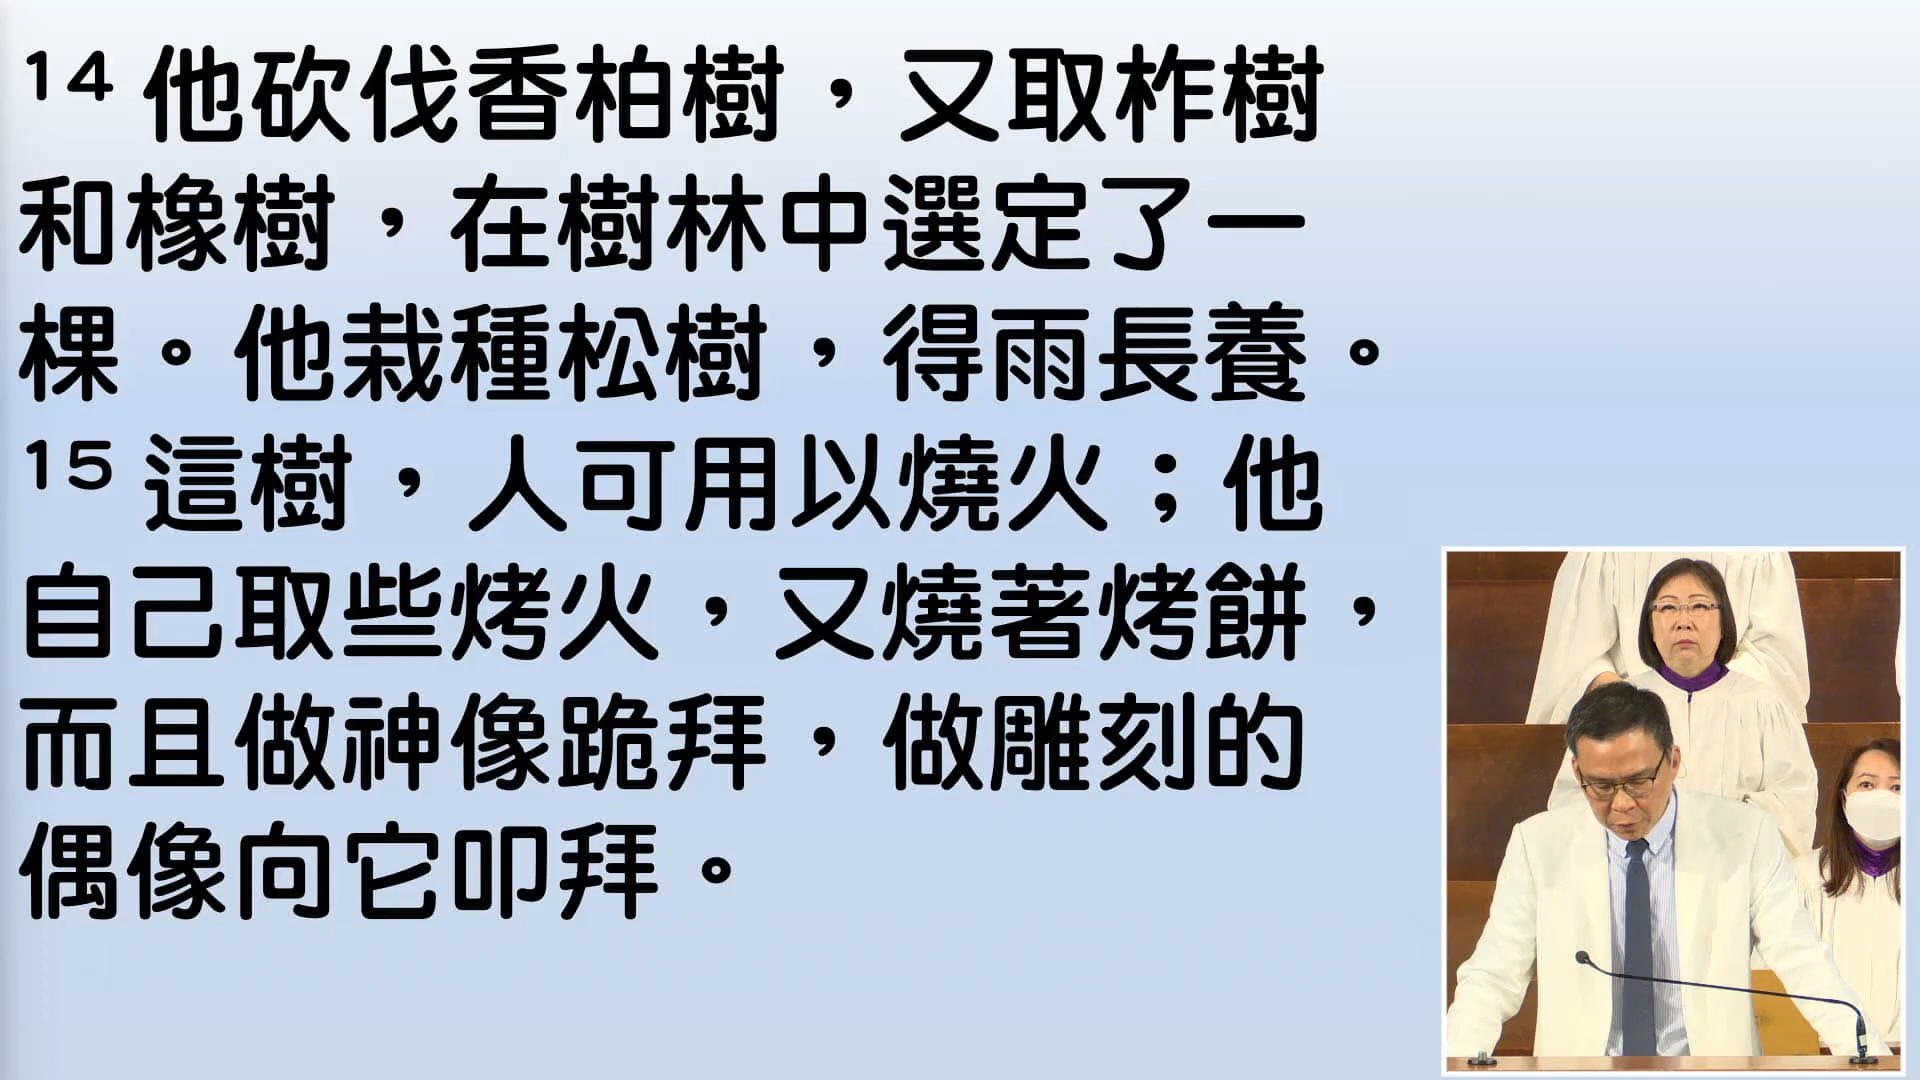 14 他砍伐香柏樹，又取柞樹
和橡樹，在樹林中選定了一
棵。他栽種松樹，得雨長養。
15 這樹，人可用以燒火；他
自己取些烤火，又燒著烤餅，
而且做神像跪拜，做雕刻的
偶像向它叩拜。